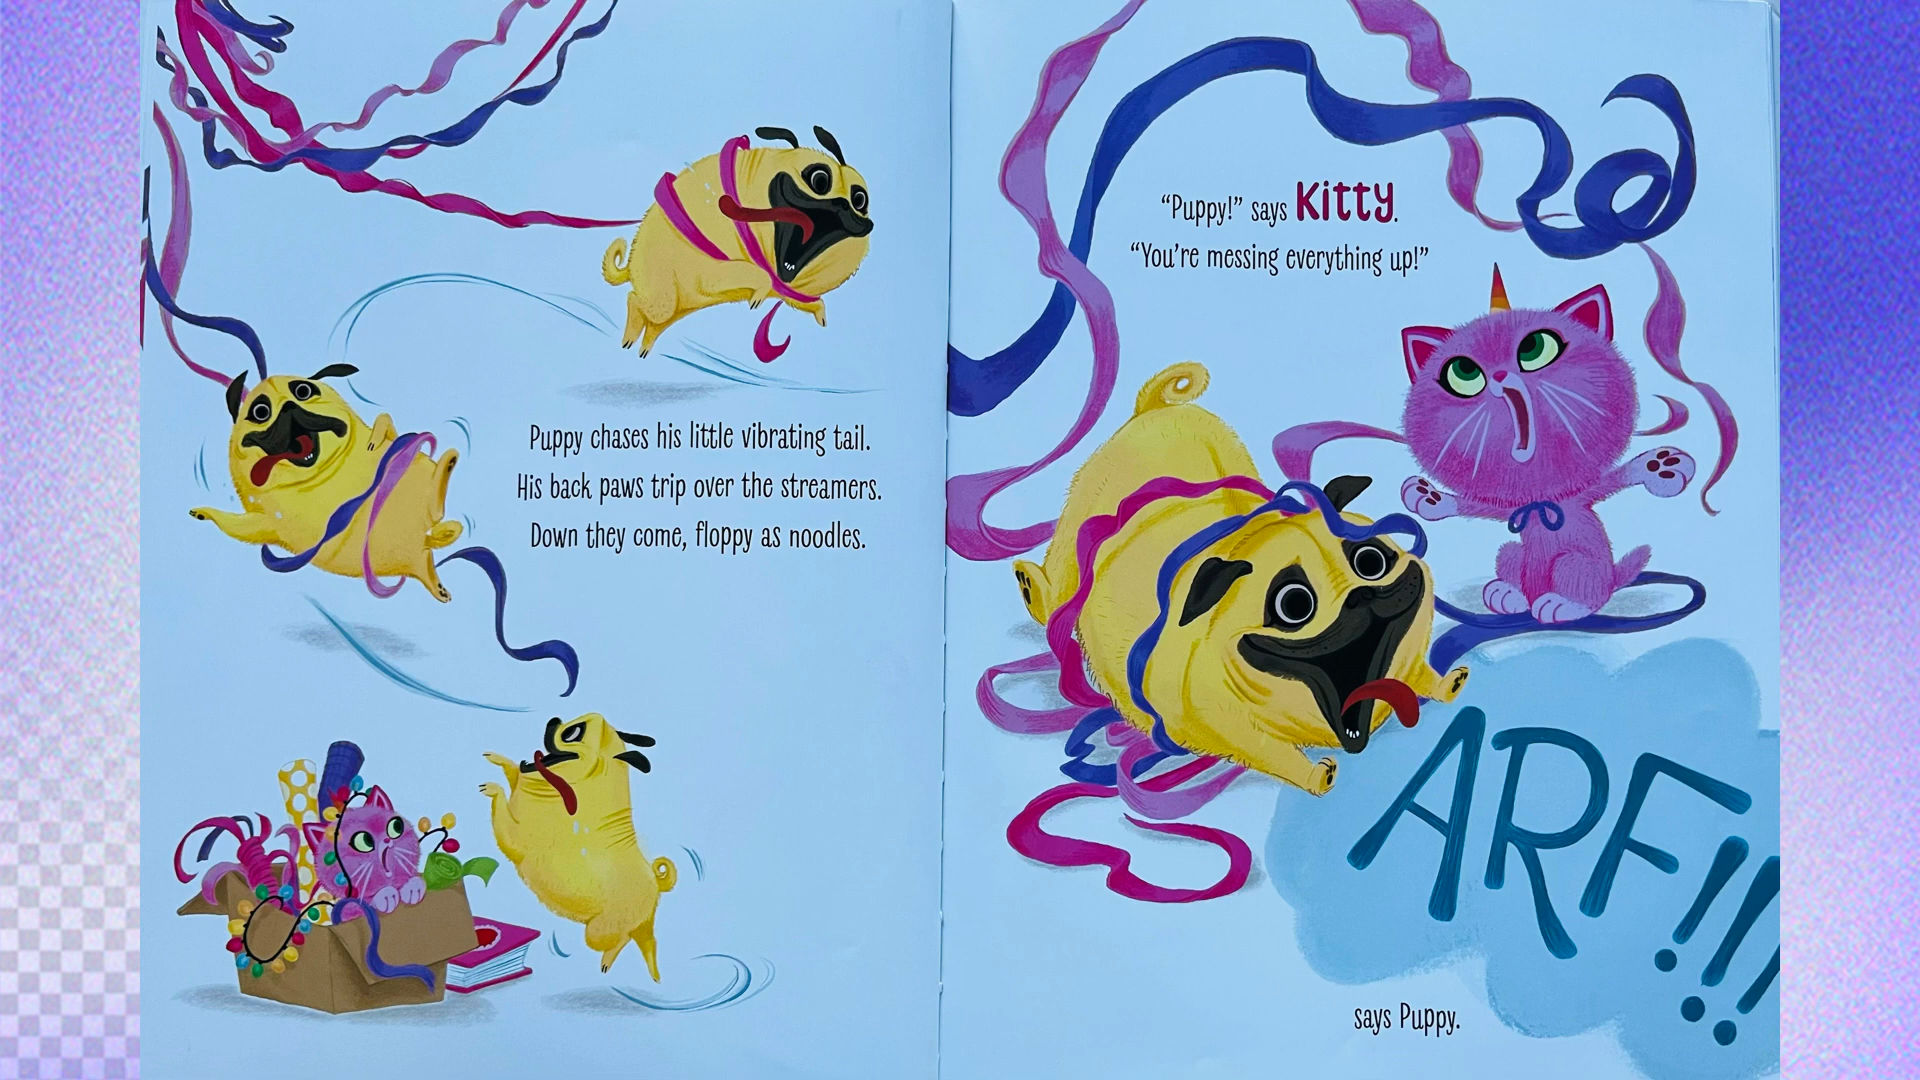 Puppy chases his little vibrating tail.
His back paws trip over the streamers.
Down they come, floppy as noodles.
“Puppy!” says Kitty.
“You’re messing everything up!”
ARF!!!
says Puppy.